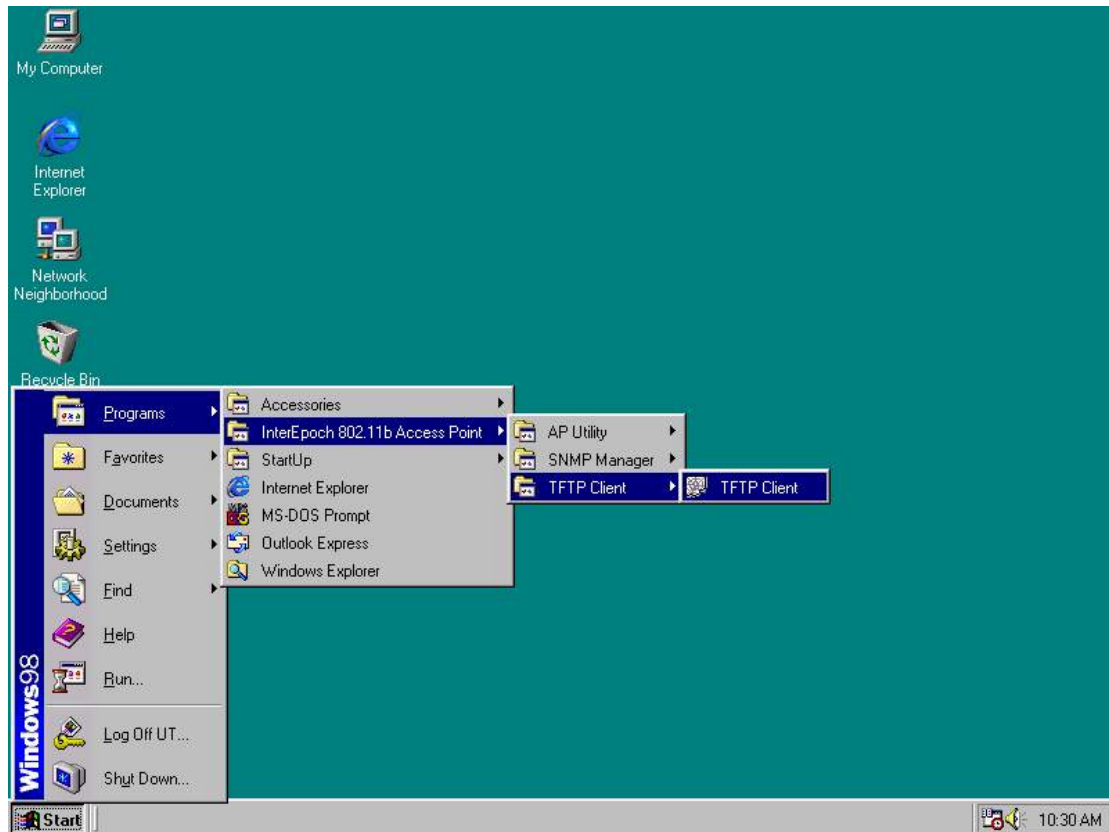 My Computer
Internet
Explorer
Network
Neighborhood
Recycle Bin
Programs
Favorites
Documents
Settings
Find
Help
Run...
Log Off UT...
Shut Down...
Windows98
Accessories
InterEpoch 802.11b Access Point
StartUp
Internet Explorer
MS-DOS Prompt
Outlook Express
Windows Explorer
AP Utility
SNMP Manager
TFTP Client
TFTP Client
Start
10:30 AM